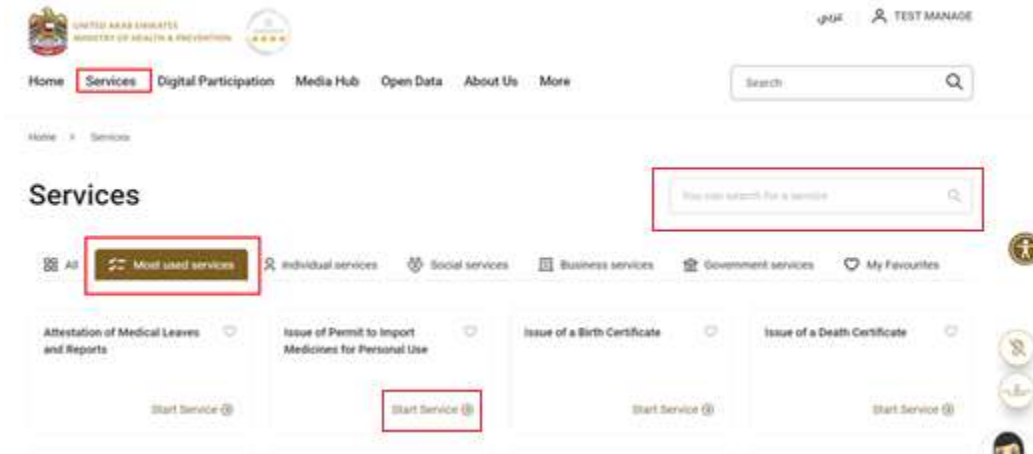 UNITED ARAB EMIRATES
MINISTRY OF HEALTH & PREVENTION
عربي
TEST MANAGE
Home Services Digital Participation Media Hub Open Data About Us More
Search
Home > Services
Services
You can search for a service
All Most used services Individual services Social services Business services Government services My Favourites
Attestation of Medical Leaves
and Reports
Start Service
Issue of Permit to Import
Medicines for Personal Use
Start Service
Issue of a Birth Certificate
Start Service
Issue of a Death Certificate
Start Service